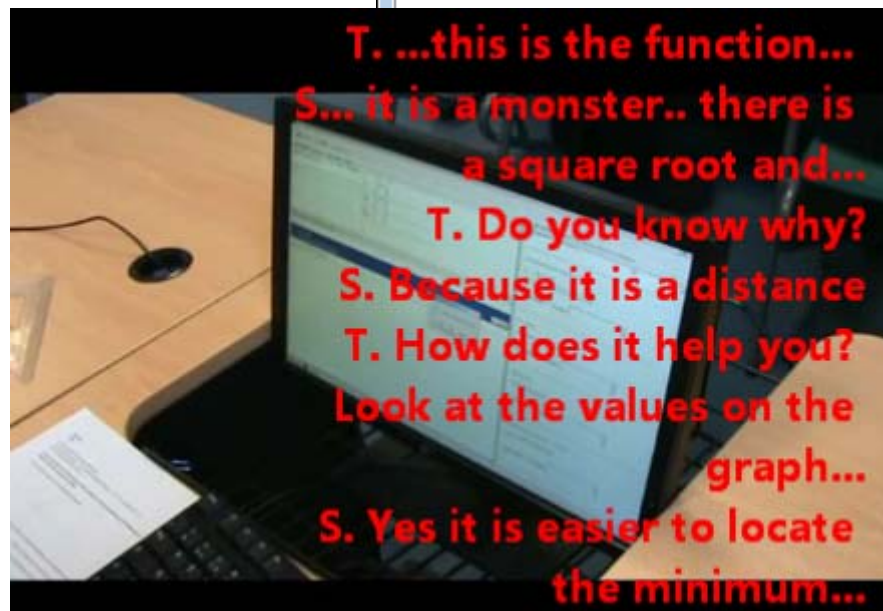 T. ...this is the function...
S... it is a monster.. there is
a square root and...
T. Do you know why?
S. Because it is a distance
T. How does it help you?
Look at the values on the
graph...
S. Yes it is easier to locate
the minimum...